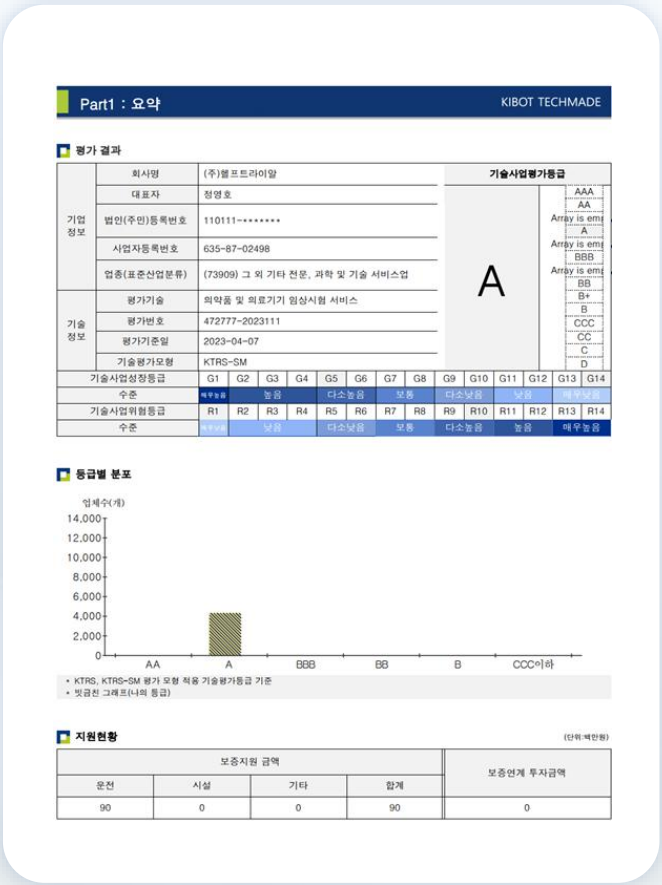 Part1 : 요약
KIBOT TECHMADE
평가 결과
기업정보
회사명 (주)헬프트라이알
대표자 정영호
법인(주민)등록번호 110111-*******
사업자등록번호 635-87-02498
업종(표준산업분류) (73909) 그 외 기타 전문, 과학 및 기술 서비스업
기술정보
평가기술 의약품 및 의료기기 임상시험 서비스
평가번호 472777-2023111
평가기준일 2023-04-07
기술평가모형 KTRS-SM
기술사업평가등급
A
AAA
AA
Array is emp
A
Array is emp
BBB
Array is emp
BB
B+
B
CCC
CC
C
D
기술사업성장등급 G1 G2 G3 G4 G5 G6 G7 G8 G9 G10 G11 G12 G13 G14
수준 매우높음 높음 다소높음 보통 다소낮음 낮음 매우낮음
기술사업위험등급 R1 R2 R3 R4 R5 R6 R7 R8 R9 R10 R11 R12 R13 R14
수준 매우낮음 낮음 다소낮음 보통 다소높음 높음 매우높음
등급별 분포
업체수(개)
14,000
12,000
10,000
8,000
6,000
4,000
2,000
0
AA A BBB BB B CCC이하
* KTRS, KTRS-SM 평가 모형 적용 기술평가등급 기준
* 빗금친 그래프(나의 등급)
지원현황
(단위:백만원)
보증지원 금액 보증연계 투자금액
운전 시설 기타 합계
90 0 0 90 0